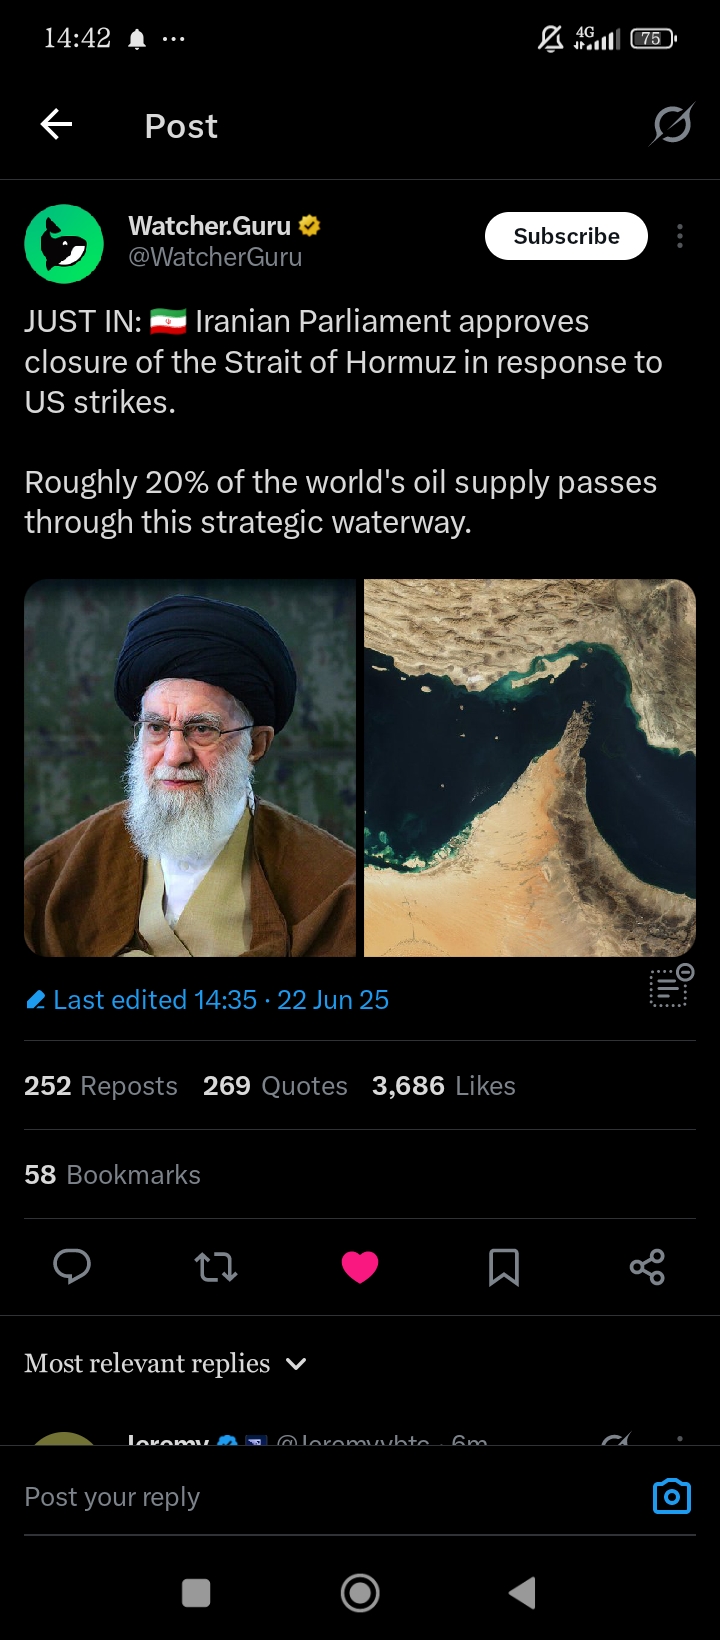 14:42
4G
75
Post
Watcher.Guru
@WatcherGuru
Subscribe
JUST IN: 🇮🇷 Iranian Parliament approves
closure of the Strait of Hormuz in response to
US strikes.
Roughly 20% of the world's oil supply passes
through this strategic waterway.
Last edited 14:35 · 22 Jun 25
252 Reposts 269 Quotes 3,686 Likes
58 Bookmarks
Most relevant replies
Jeremy @Jeremyybtc · 6m
Post your reply